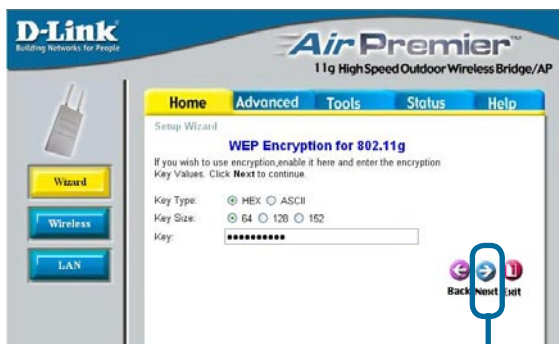 D-Link
Building Networks for People
Air Premier™
11g High Speed Outdoor Wireless Bridge/AP
Home Advanced Tools Status Help
Setup Wizard
WEP Encryption for 802.11g
If you wish to use encryption,enable it here and enter the encryption
Key Values. Click Next to continue.
Key Type: HEX ASCII
Key Size: 64 128 152
Key: ••••••••••
Wizard
Wireless
LAN
Back Next Exit